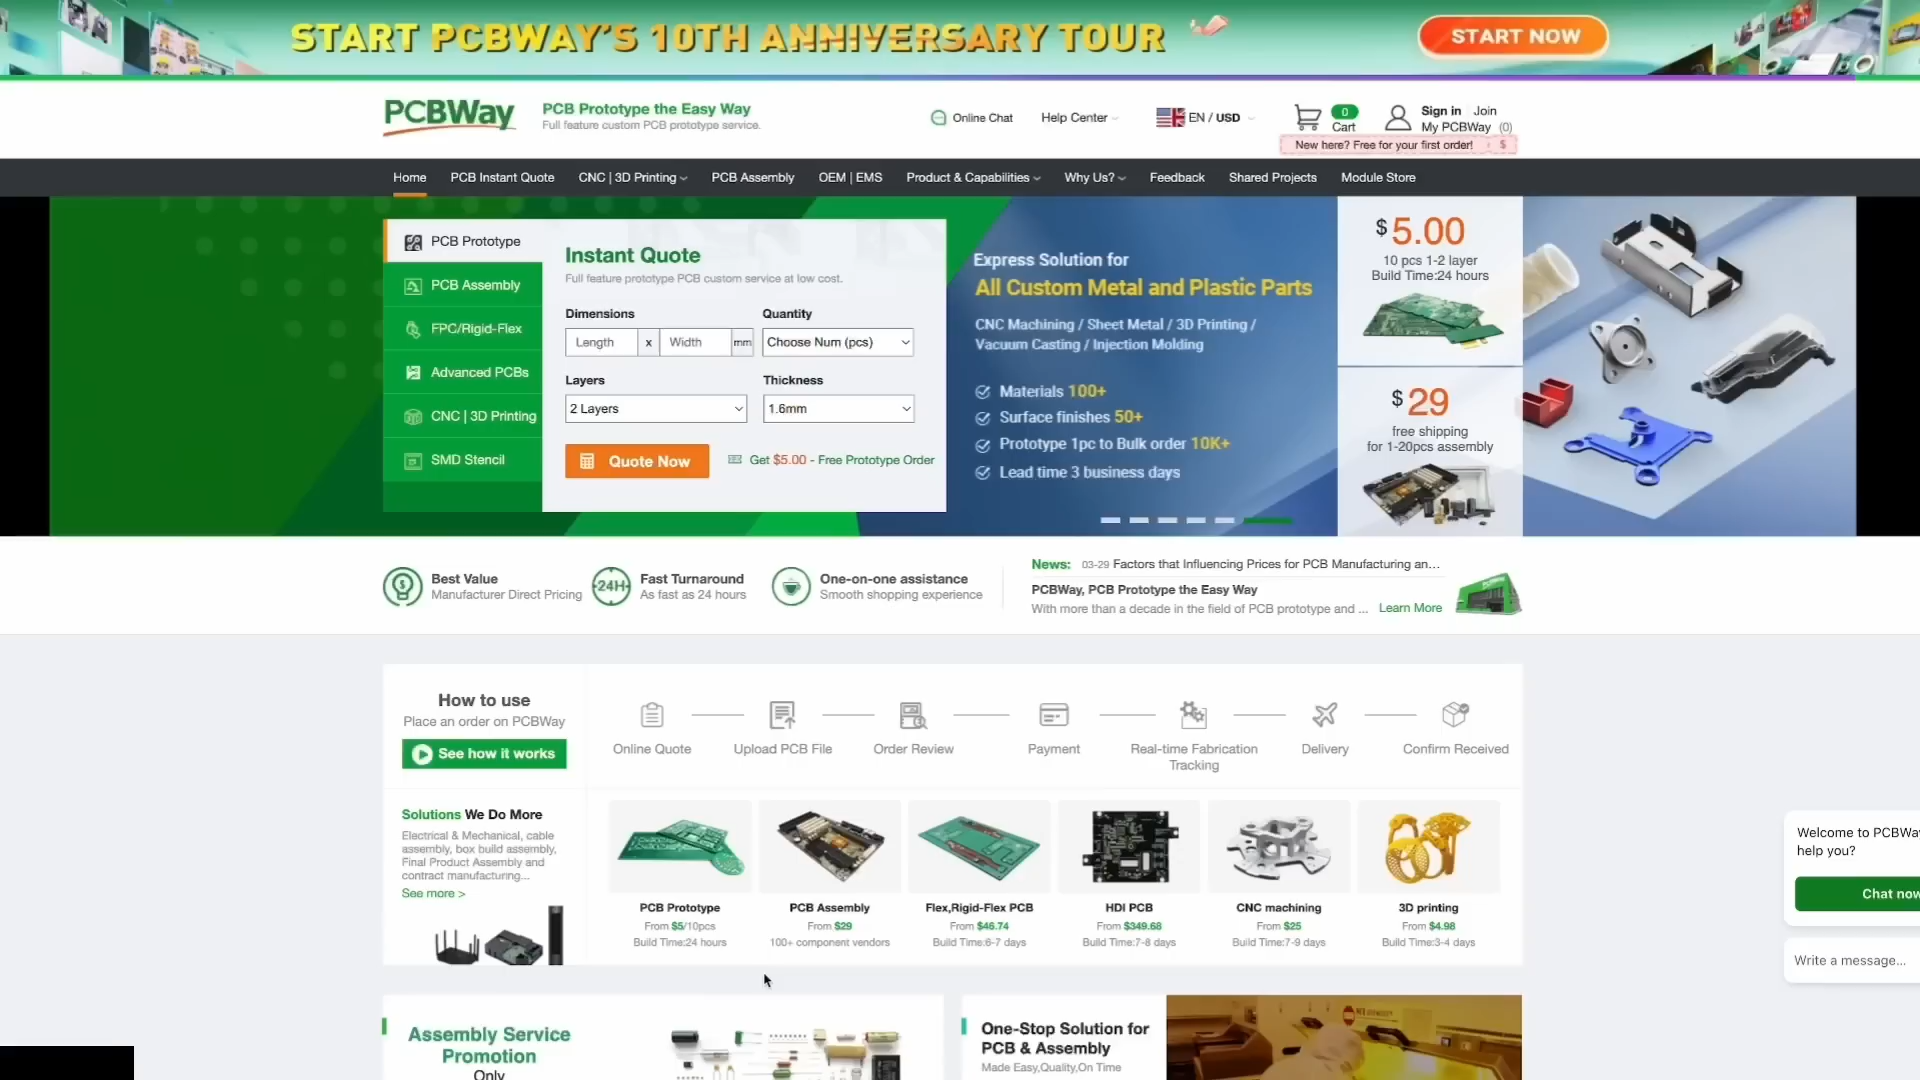 START PCBWAY'S 10TH ANNIVERSARY TOUR
START NOW
PCBWay
PCB Prototype the Easy Way
Full feature custom PCB prototype service.
Online Chat
Help Center
EN / USD
0
Cart
Sign in Join
My PCBWay (0)
New here? Free for your first order! $
Home
PCB Instant Quote
CNC | 3D Printing
PCB Assembly
OEM | EMS
Product & Capabilities
Why Us?
Feedback
Shared Projects
Module Store
PCB Prototype
PCB Assembly
FPC/Rigid-Flex
Advanced PCBs
CNC | 3D Printing
SMD Stencil
Instant Quote
Full feature prototype PCB custom service at low cost.
Dimensions
Quantity
Length x Width mm
Choose Num (pcs)
Layers
Thickness
2 Layers
1.6mm
Quote Now
Get $5.00 - Free Prototype Order
Express Solution for
All Custom Metal and Plastic Parts
CNC Machining / Sheet Metal / 3D Printing /
Vacuum Casting / Injection Molding
Materials 100+
Surface finishes 50+
Prototype 1pc to Bulk order 10K+
Lead time 3 business days
$5.00
10 pcs 1-2 layer
Build Time:24 hours
$29
free shipping
for 1-20pcs assembly
Best Value
Manufacturer Direct Pricing
24H
Fast Turnaround
As fast as 24 hours
One-on-one assistance
Smooth shopping experience
News: 03-29 Factors that Influencing Prices for PCB Manufacturing an...
PCBWay, PCB Prototype the Easy Way
With more than a decade in the field of PCB prototype and ... Learn More
How to use
Place an order on PCBWay
See how it works
Online Quote
Upload PCB File
Order Review
Payment
Real-time Fabrication
Tracking
Delivery
Confirm Received
Solutions We Do More
Electrical & Mechanical, cable
assembly, box build assembly,
Final Product Assembly and
contract manufacturing...
See more >
PCB Prototype
From $5/10pcs
Build Time:24 hours
PCB Assembly
From $29
100+ component vendors
Flex,Rigid-Flex PCB
From $46.74
Build Time:6-7 days
HDI PCB
From $349.68
Build Time:7-8 days
CNC machining
From $25
Build Time:7-9 days
3D printing
From $4.98
Build Time:3-4 days
Welcome to PCBWay
help you?
Chat now
Write a message...
Assembly Service
Promotion
Only
One-Stop Solution for
PCB & Assembly
Made Easy,Quality,On Time